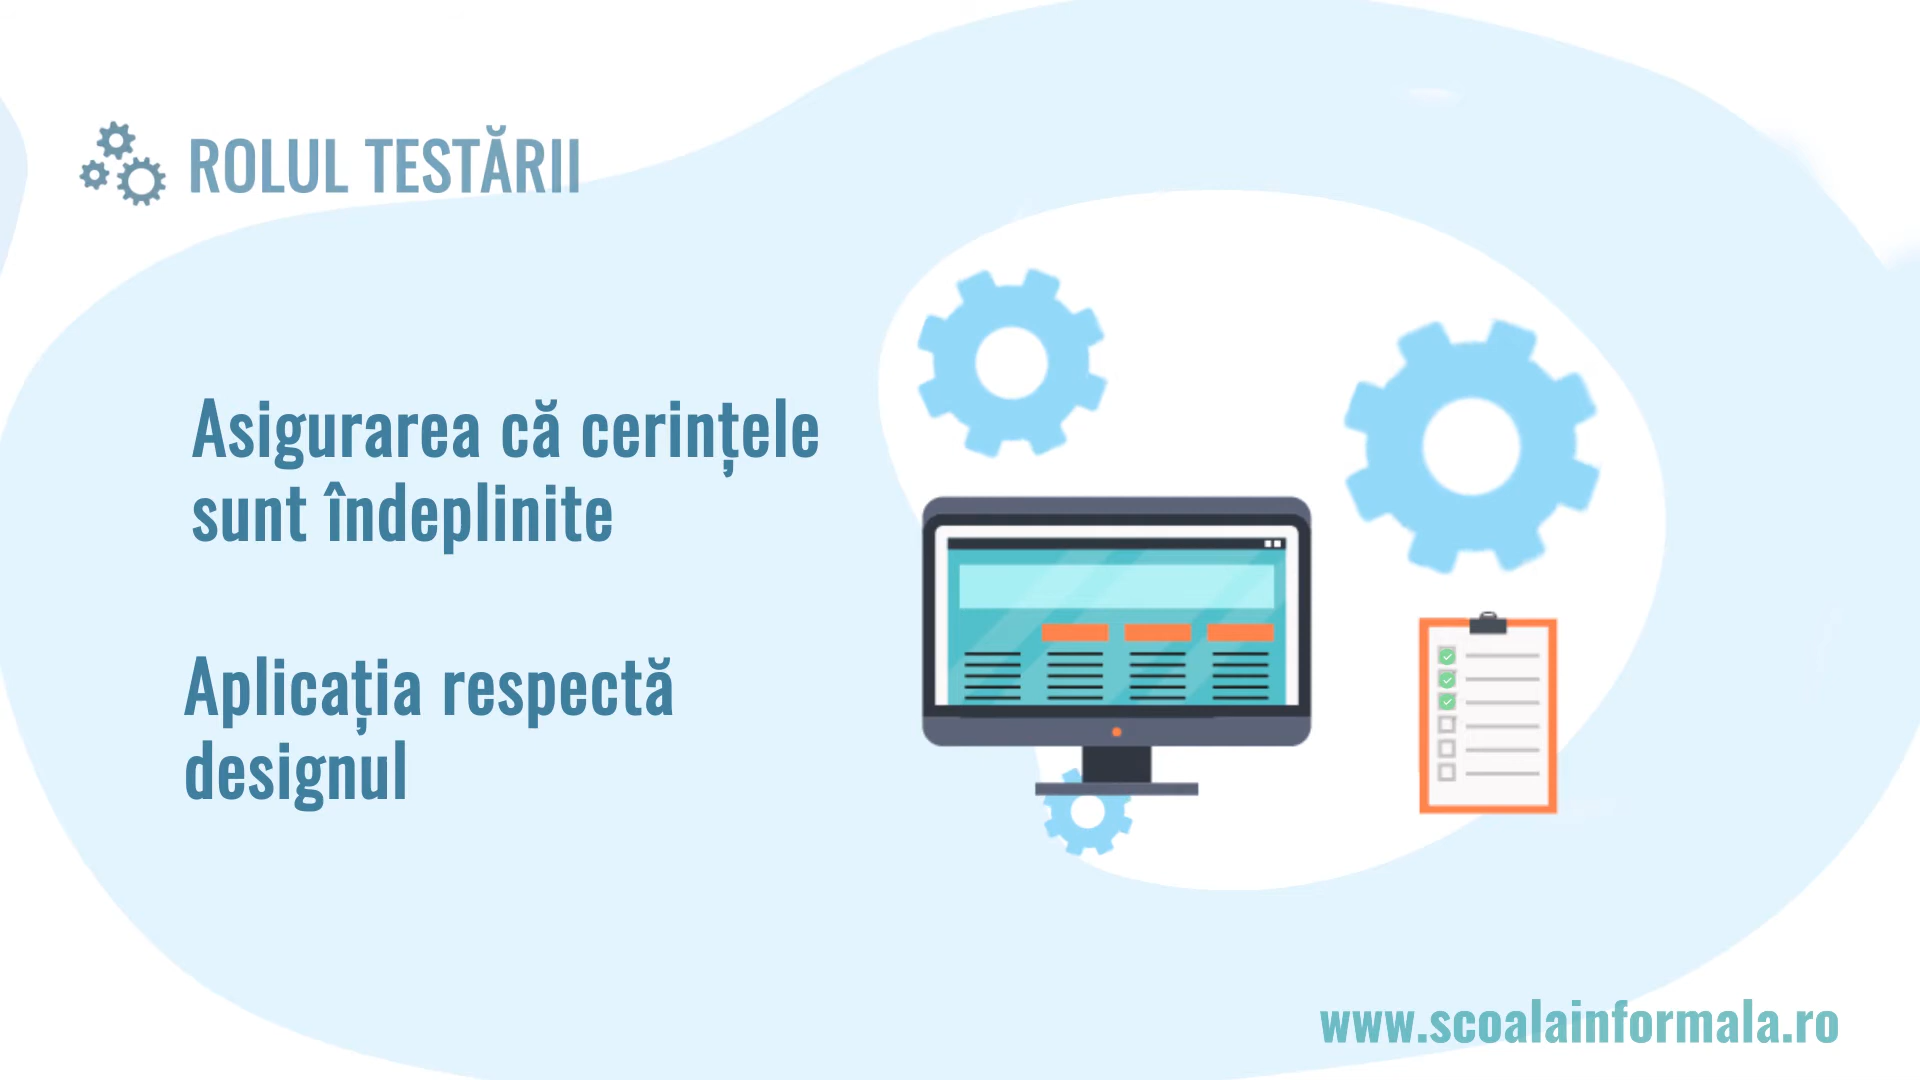 ROLUL TESTĂRII
Asigurarea că cerințele
sunt îndeplinite
Aplicația respectă
designul
www.scoalainformala.ro